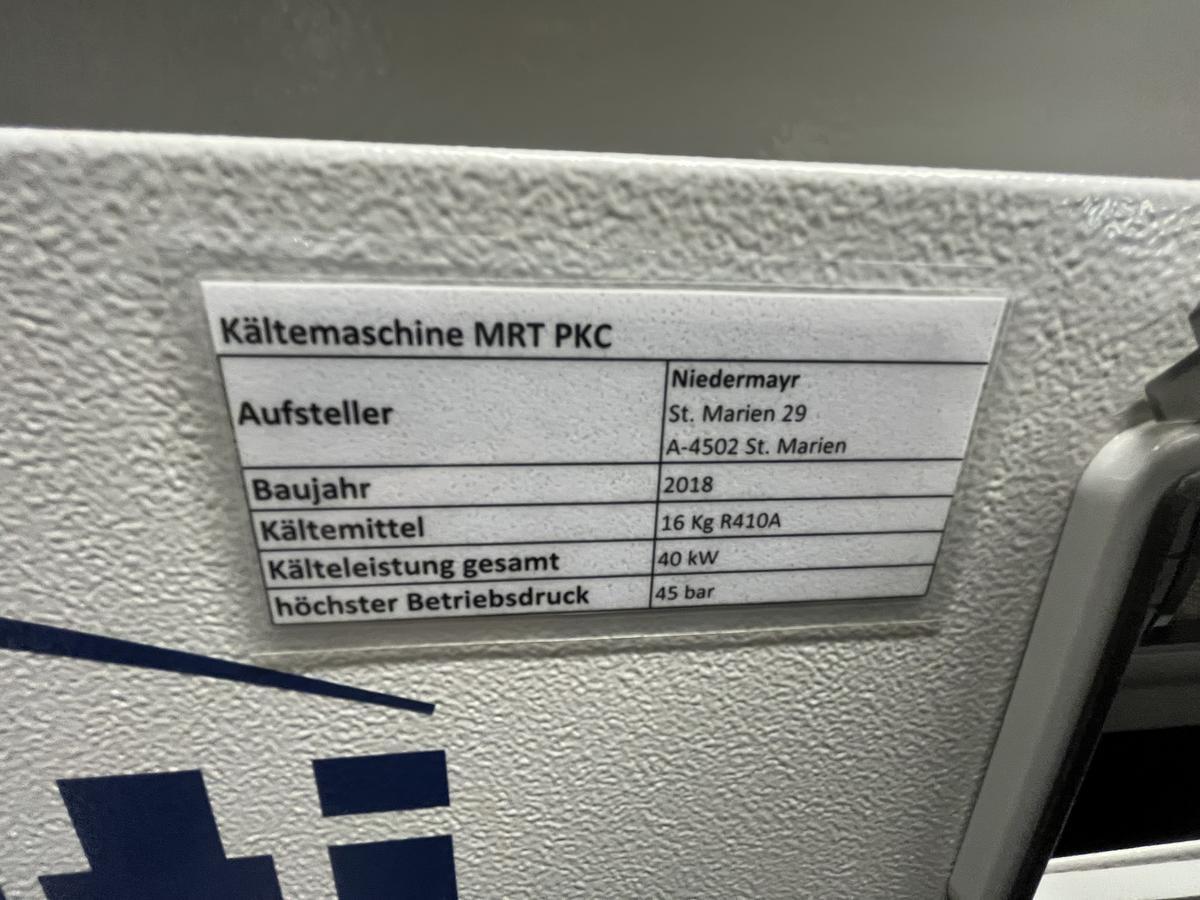 Kältemaschine MRT PKC
Aufsteller
Niedermayr
St. Marien 29
A-4502 St. Marien
Baujahr 2018
Kältemittel 16 Kg R410A
Kälteleistung gesamt 40 kW
höchster Betriebsdruck 45 bar